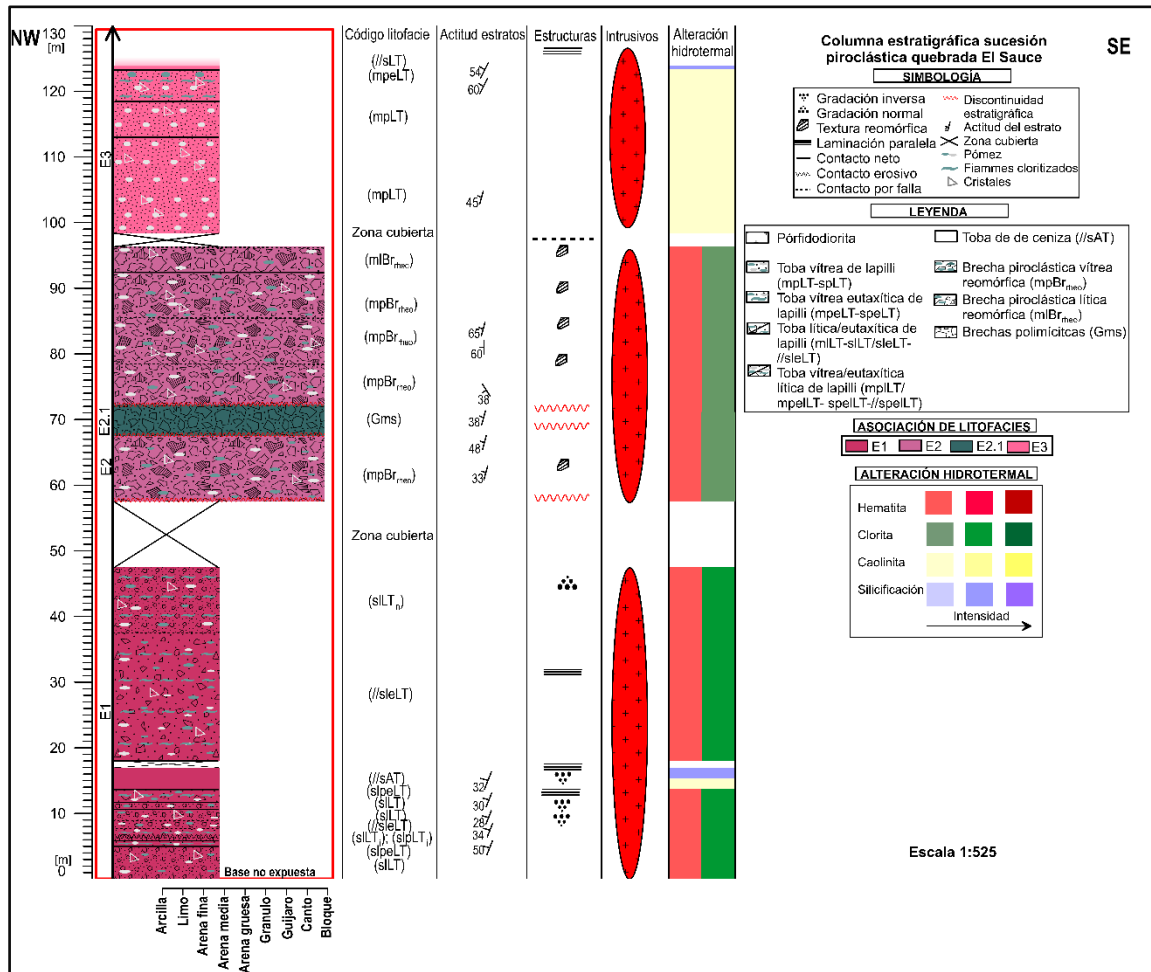 NW
130
[m]
120
110
100
90
80
70
60
50
40
30
20
10
[m]
0
E3
E2.1
E2
E1
Base no expuesta
Arcilla
Limo
Arena fina
Arena media
Arena gruesa
Granulo
Guijaro
Canto
Bloque
Código litofacie
(//sLT)
(mpeLT)
(mpLT)
(mpLT)
Zona cubierta
(mlBrrheo)
(mpBrrheo)
(mpBrrheo)
(mpBrrheo)
(Gms)
(mpBrrheo)
Zona cubierta
(slLTn)
(//sleLT)
(//sAT)
(slpeLT)
(slLT)
(slLT)
(//sleLT)
(slLTi); (slpLTi)
(slpeLT)
(slLT)
Actitud estratos
54
60
45
65
60
38
38
48
33
32
30
28
34
50
Estructuras
Intrusivos
Alteración
hidrotermal
Columna estratigráfica sucesión
piroclástica quebrada El Sauce
SE
SIMBOLOGÍA
Gradación inversa
Gradación normal
Textura reomórfica
Laminación paralela
Contacto neto
Contacto erosivo
Contacto por falla
Discontinuidad
estratigráfica
Actitud del estrato
Zona cubierta
Pómez
Fiammes cloritizados
Cristales
LEYENDA
Pórfidodiorita
Toba vítrea de lapilli
(mpLT-spLT)
Toba vítrea eutaxítica de
lapilli (mpeLT-speLT)
Toba lítica/eutaxítica de
lapilli (mlLT-slLT/sleLT-
//sleLT)
Toba vítrea/eutaxítica
lítica de lapilli (mplLT/
mpelLT- spelLT-//spelLT)
Toba de de ceniza (//sAT)
Brecha piroclástica vítrea
reomórfica (mpBrrheo)
Brecha piroclástica lítica
reomórfica (mlBrrheo)
Brechas polimícitcas (Gms)
ASOCIACIÓN DE LITOFACIES
E1
E2
E2.1
E3
ALTERACIÓN HIDROTERMAL
Hematita
Clorita
Caolinita
Silicificación
Intensidad
Escala 1:525